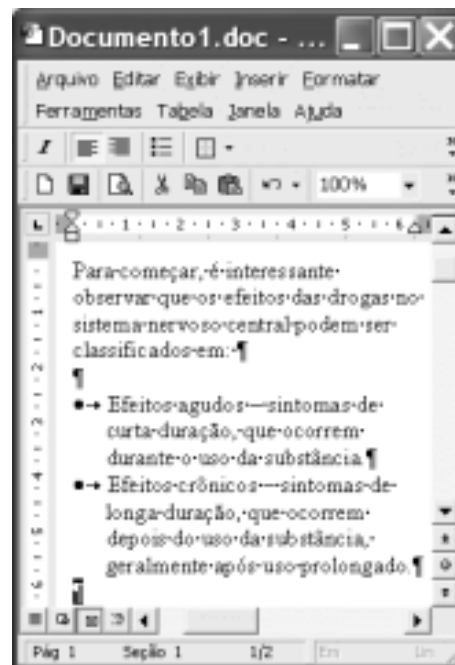 Documento1.doc - ...
Arquivo Editar Exibir Inserir Formatar
Ferramentas Tabela Janela Ajuda
I
100%
1 2 3 4 5 6
Para começar, é interessante
observar que os efeitos das drogas no
sistema nervoso central podem ser
classificados em: ¶
¶
•→ Efeitos agudos — sintomas de
curta duração, que ocorrem
durante o uso da substância ¶
•→ Efeitos crônicos — sintomas de
longa duração, que ocorrem
depois do uso da substância,
geralmente após uso prolongado. ¶
Pág 1 Seção 1 1/2 Em Lin